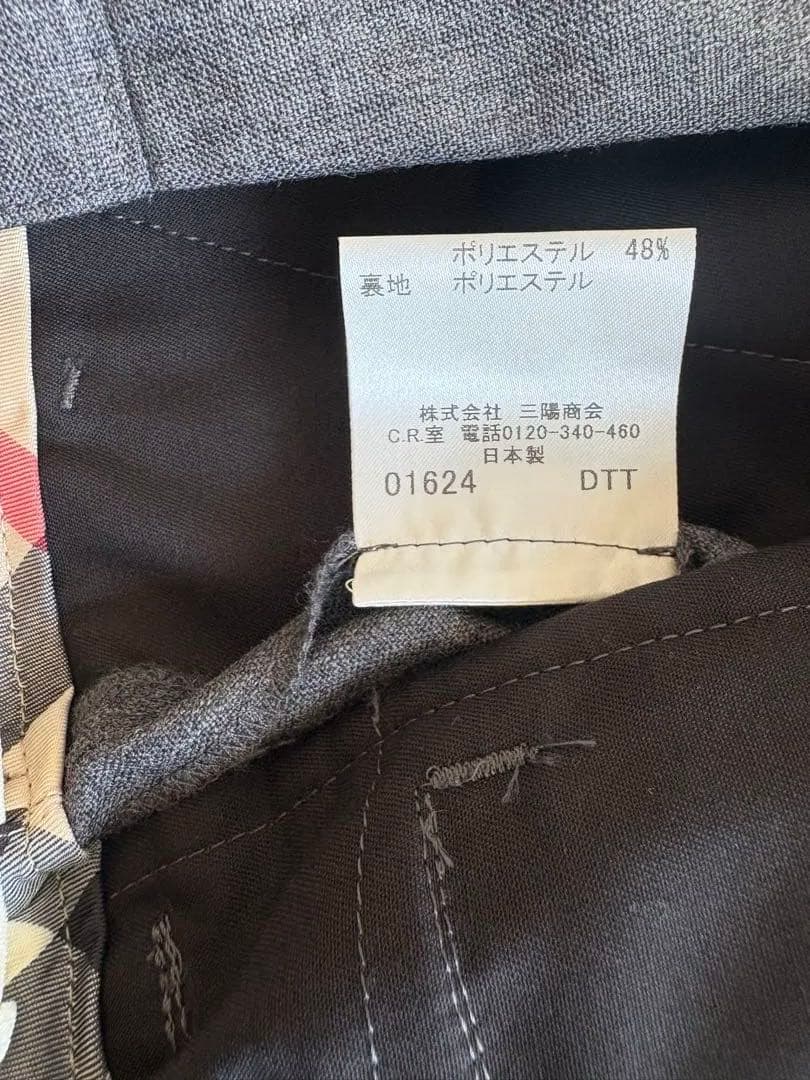 ポリエステル 48%
裏地 ポリエステル
株式会社 三陽商会
C.R.室 電話0120-340-460
日本製
01624 DTT